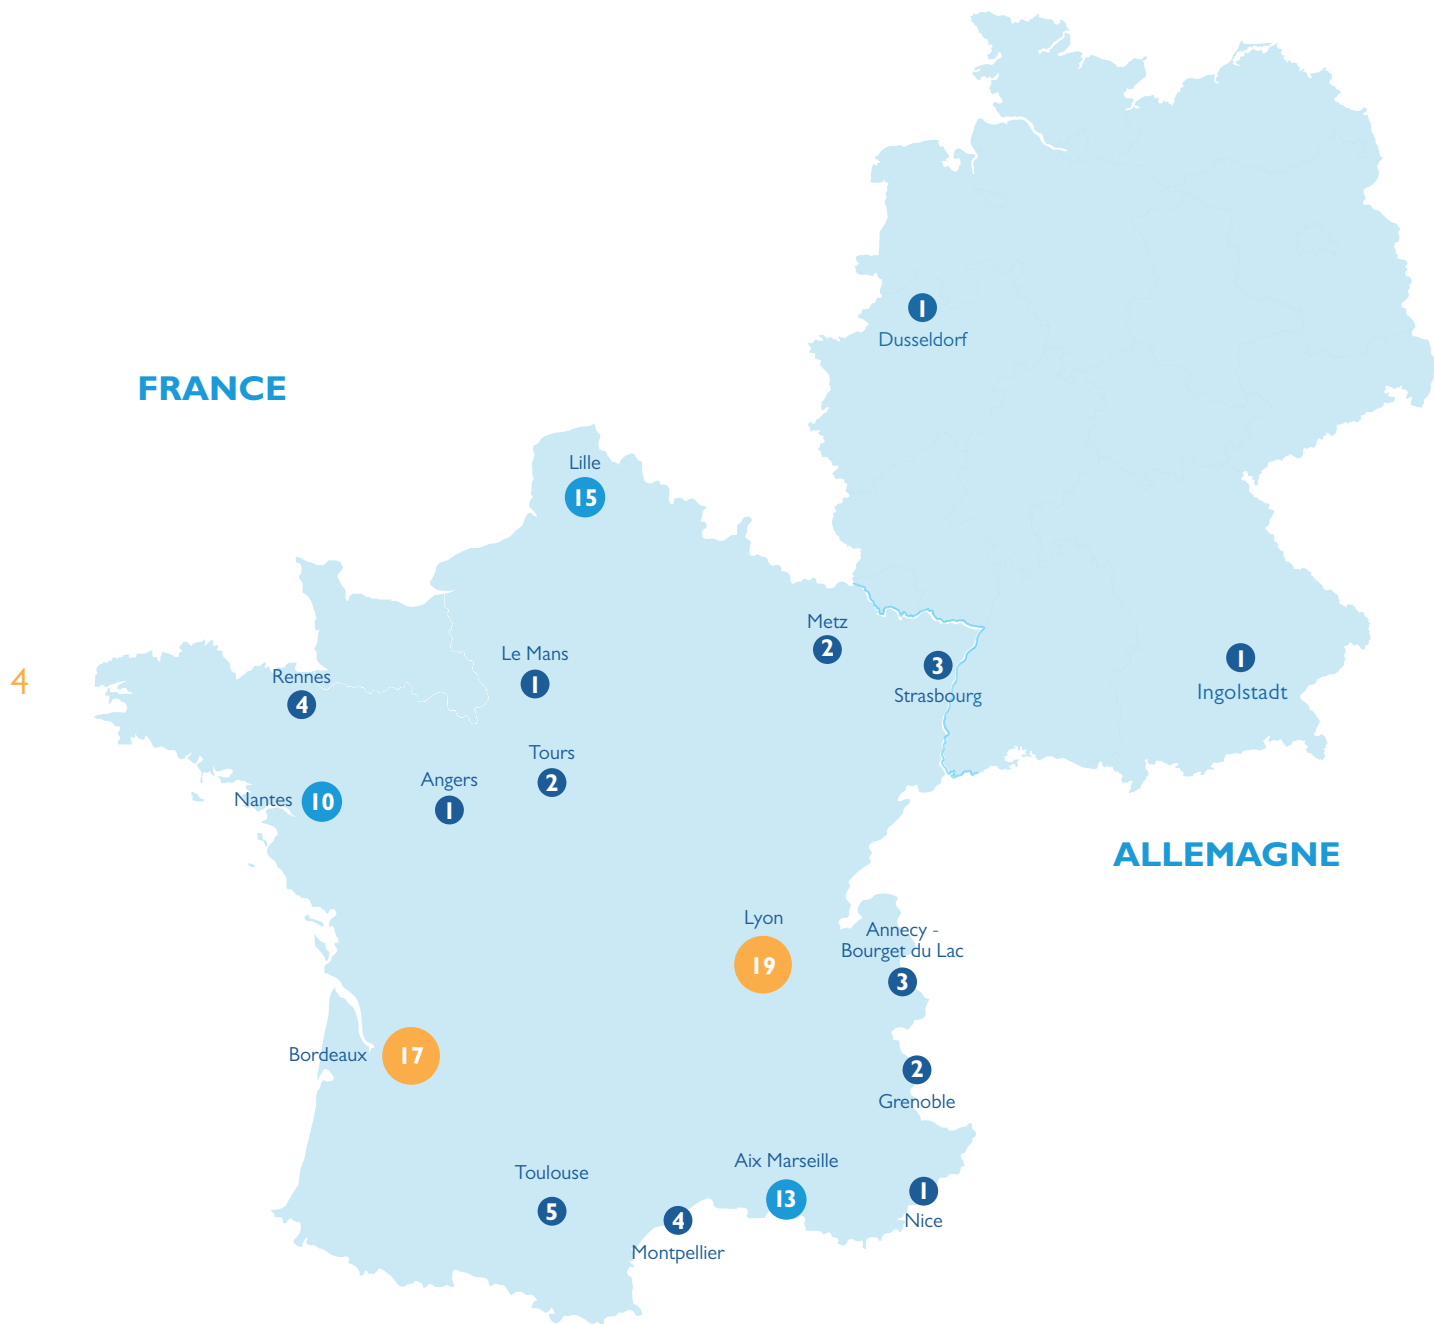 1
Dusseldorf
FRANCE
Lille
15
Metz
2
Le Mans
1
3
Strasbourg
1
Ingolstadt
4
Rennes
4
Tours
2
Angers
1
Nantes
10
ALLEMAGNE
Lyon
19
Annecy -
Bourget du Lac
3
Bordeaux
17
2
Grenoble
Aix Marseille
13
Toulouse
5
4
Montpellier
1
Nice